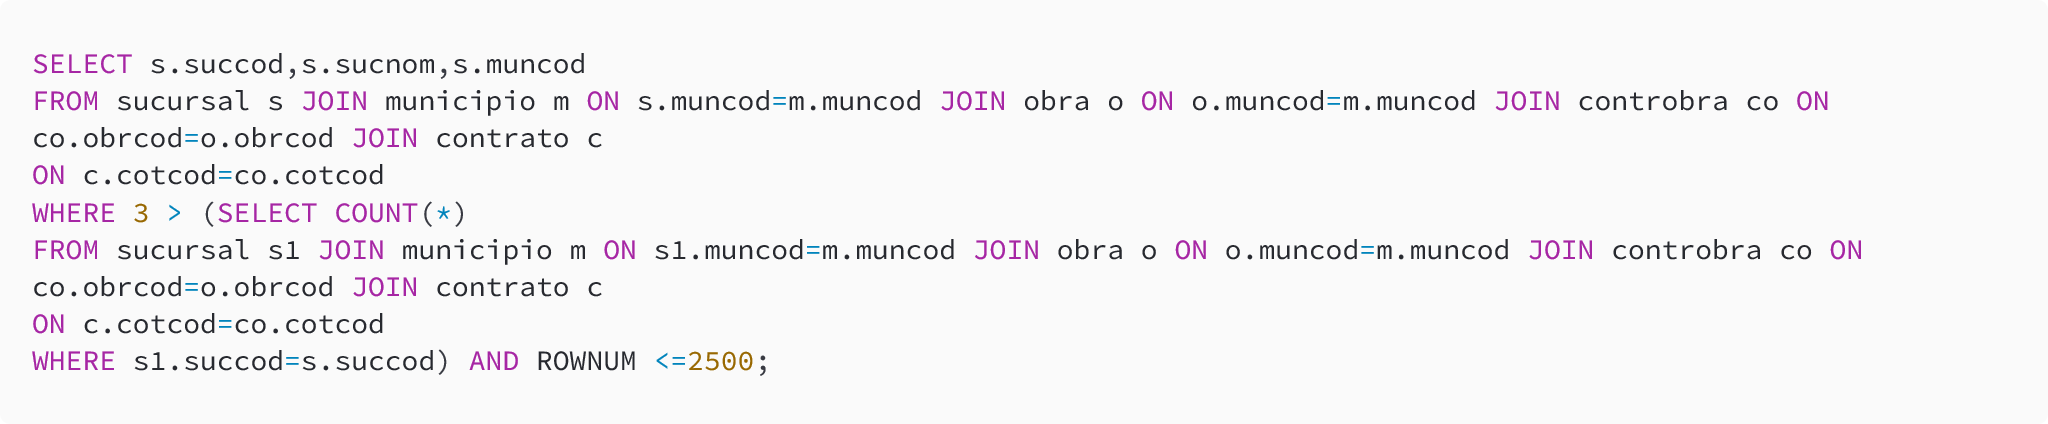 SELECT s.succod,s.sucnom,s.muncod
FROM sucursal s JOIN municipio m ON s.muncod=m.muncod JOIN obra o ON o.muncod=m.muncod JOIN controbra co ON
co.obrcod=o.obrcod JOIN contrato c
ON c.cotcod=co.cotcod
WHERE 3 > (SELECT COUNT(*)
FROM sucursal s1 JOIN municipio m ON s1.muncod=m.muncod JOIN obra o ON o.muncod=m.muncod JOIN controbra co ON
co.obrcod=o.obrcod JOIN contrato c
ON c.cotcod=co.cotcod
WHERE s1.succod=s.succod) AND ROWNUM <=2500;